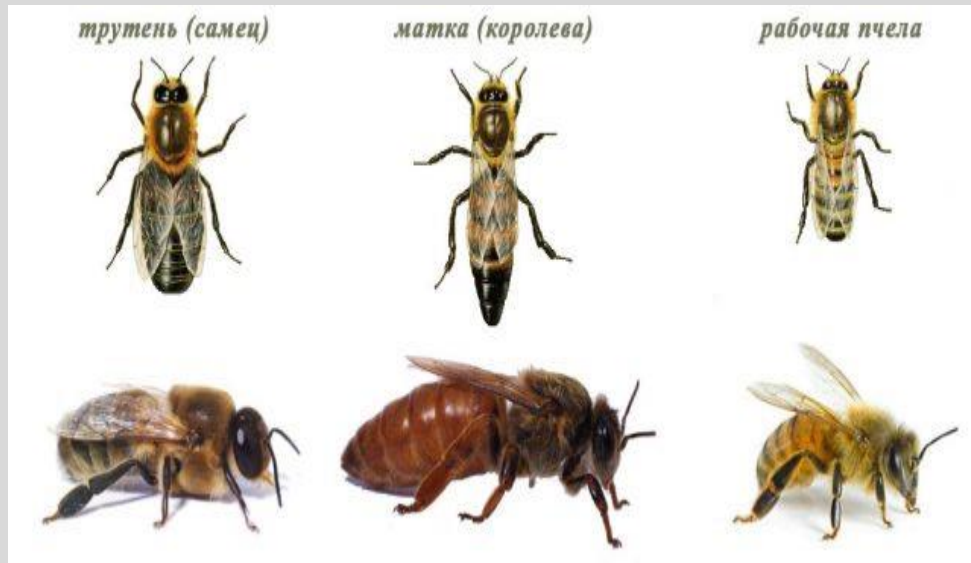 трутень (самец)
матка (королева)
рабочая пчела